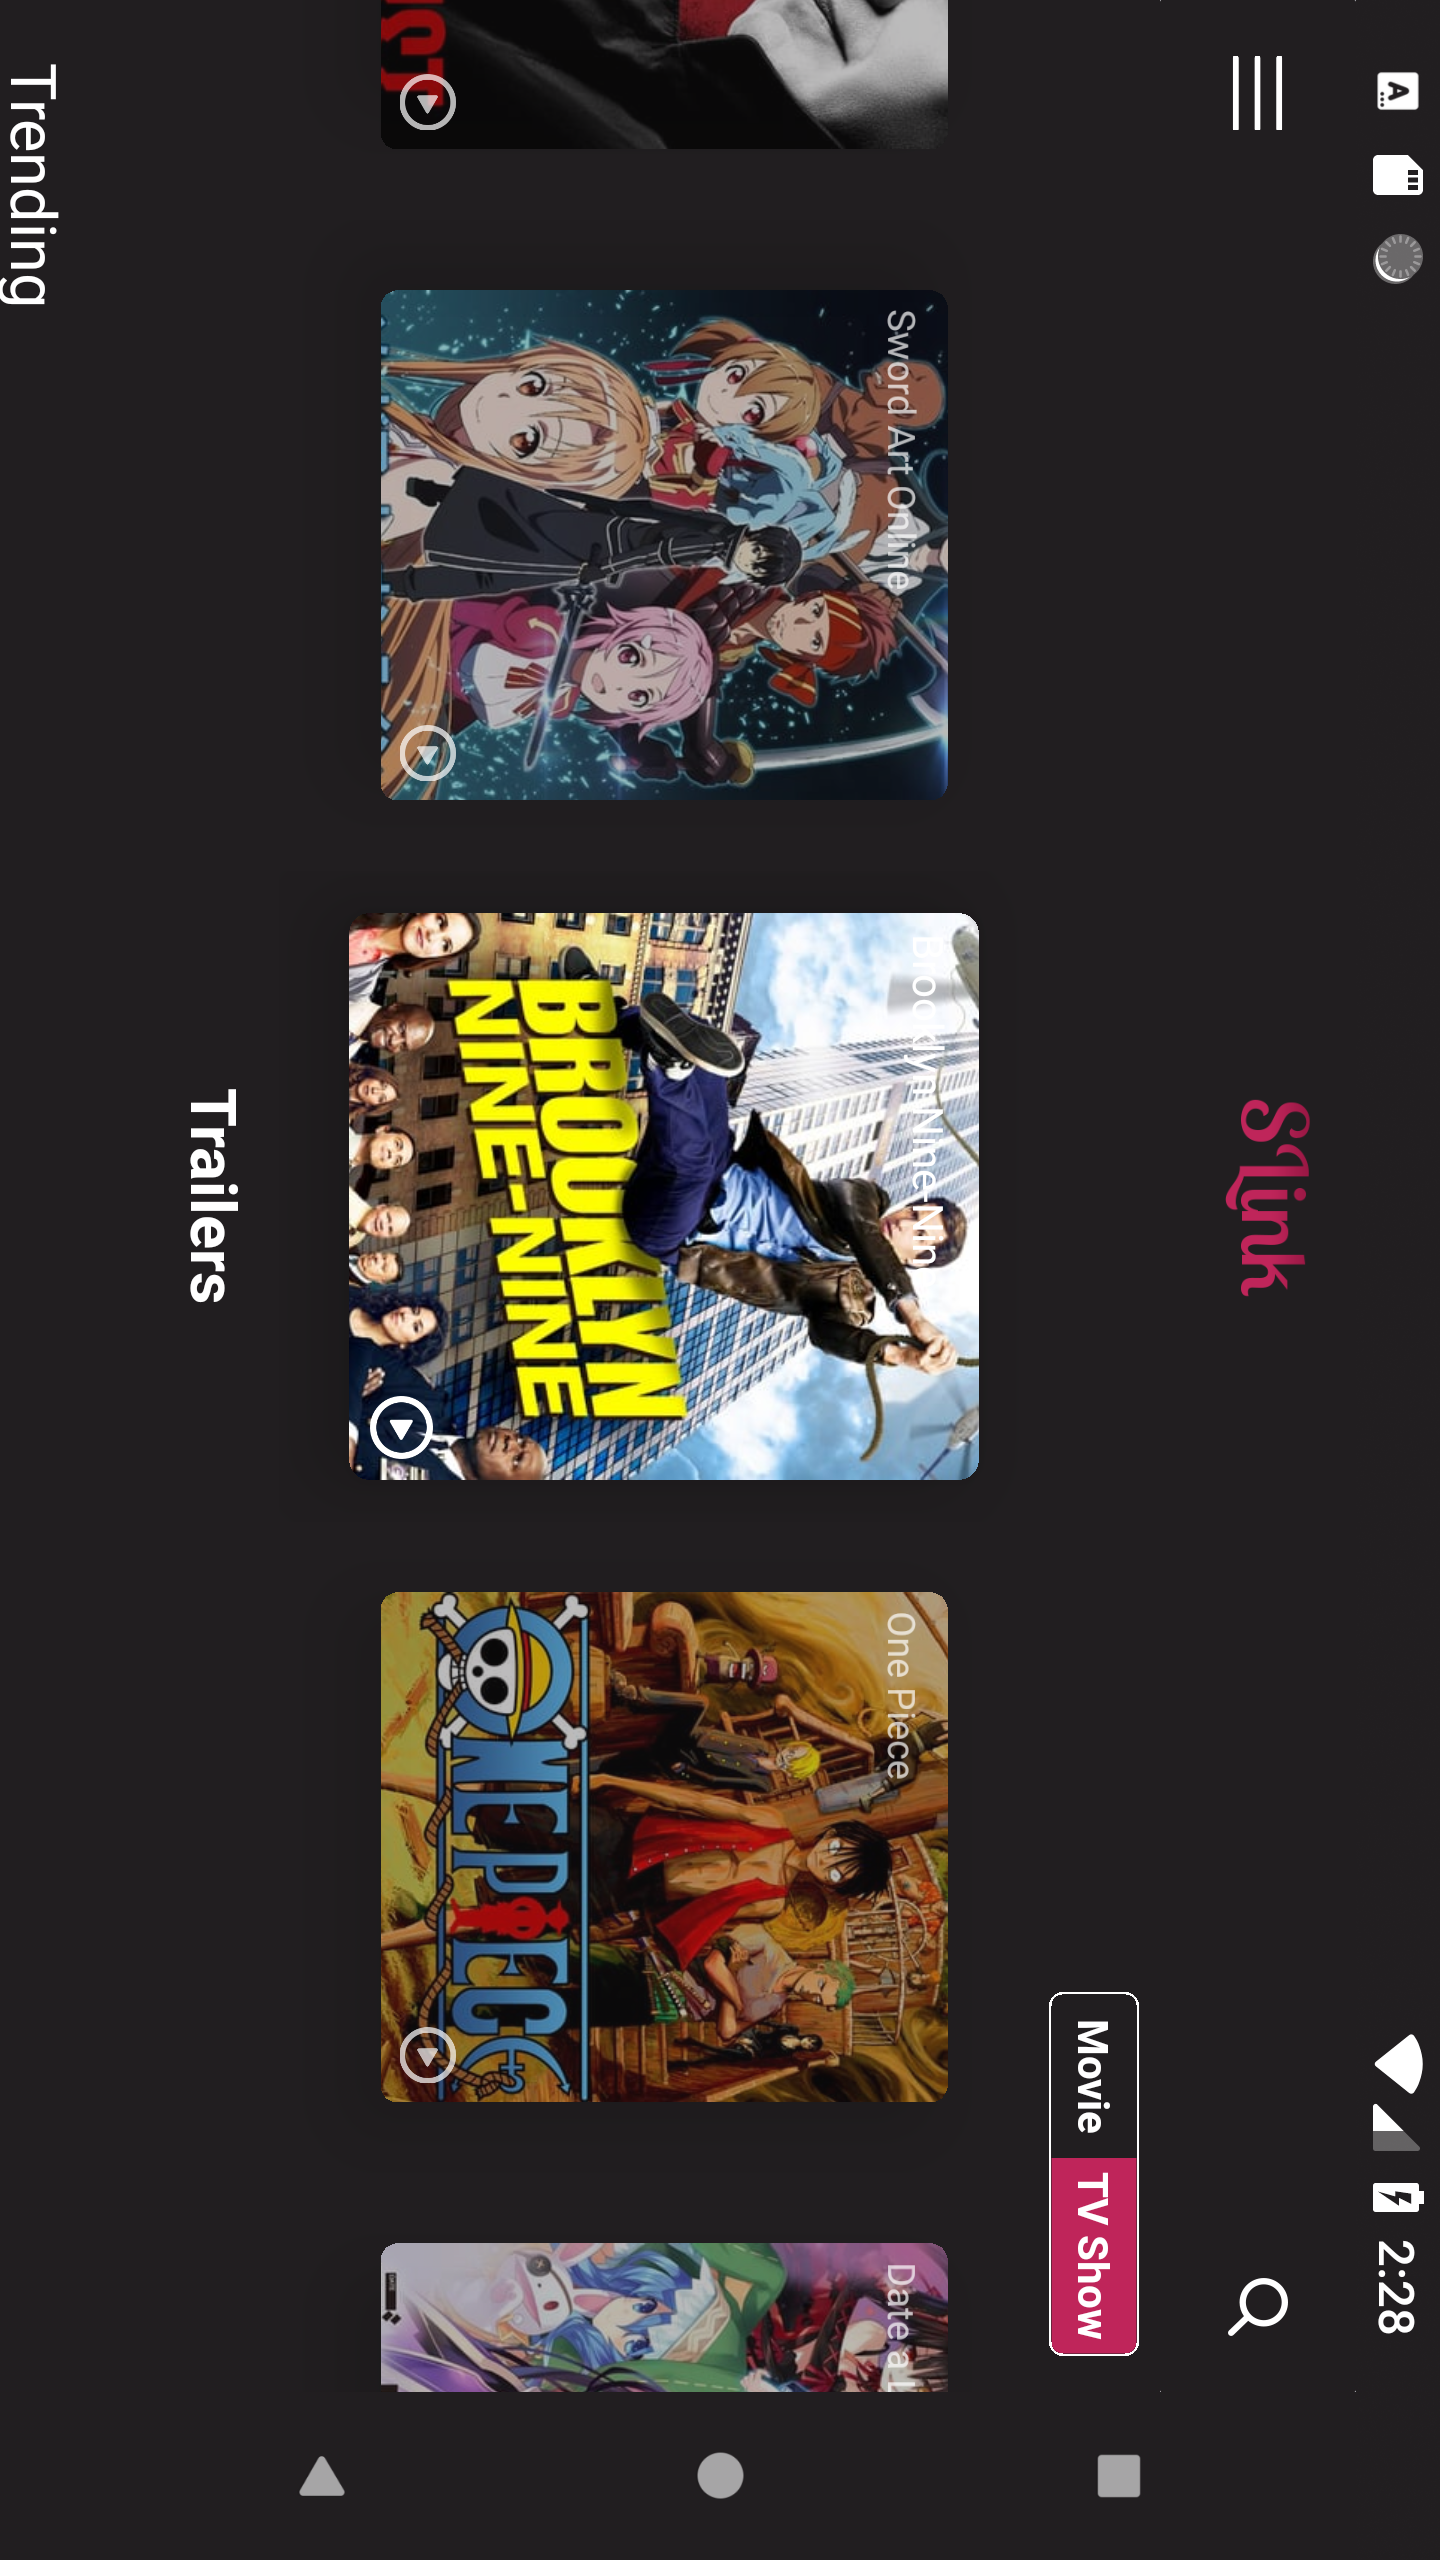 2:28
S'Link
Movie
TV Show
Sword Art Online
Brooklyn Nine-Nin
BROOKLYN
NINE-NINE
One Piece
ONE PIECE
Date a L
Trailers
Trending